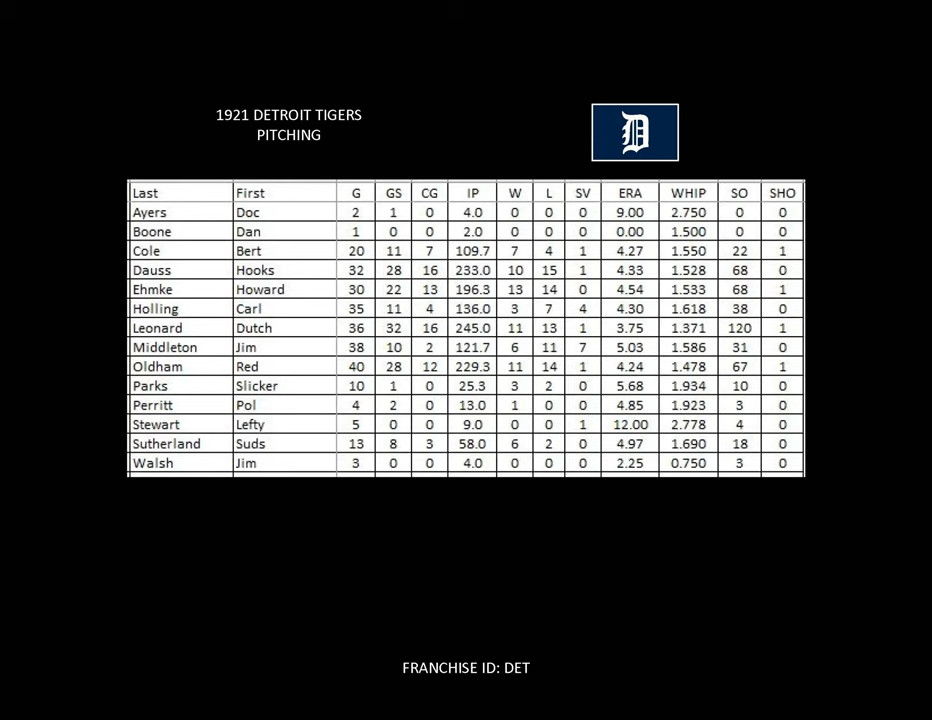 1921 DETROIT TIGERS
PITCHING
D
Last First G GS CG IP W L SV ERA WHIP SO SHO
Ayers Doc 2 1 0 4.0 0 0 0 9.00 2.750 0 0
Boone Dan 1 0 0 2.0 0 0 0 0.00 1.500 0 0
Cole Bert 20 11 7 109.7 7 4 1 4.27 1.550 22 1
Dauss Hooks 32 28 16 233.0 10 15 1 4.33 1.528 68 0
Ehmke Howard 30 22 13 196.3 13 14 0 4.54 1.533 68 1
Holling Carl 35 11 4 136.0 3 7 4 4.30 1.618 38 0
Leonard Dutch 36 32 16 245.0 11 13 1 3.75 1.371 120 1
Middleton Jim 38 10 2 121.7 6 11 7 5.03 1.586 31 0
Oldham Red 40 28 12 229.3 11 14 1 4.24 1.478 67 1
Parks Slicker 10 1 0 25.3 3 2 0 5.68 1.934 10 0
Perritt Pol 4 2 0 13.0 1 0 0 4.85 1.923 3 0
Stewart Lefty 5 0 0 9.0 0 0 1 12.00 2.778 4 0
Sutherland Suds 13 8 3 58.0 6 2 0 4.97 1.690 18 0
Walsh Jim 3 0 0 4.0 0 0 0 2.25 0.750 3 0
FRANCHISE ID: DET